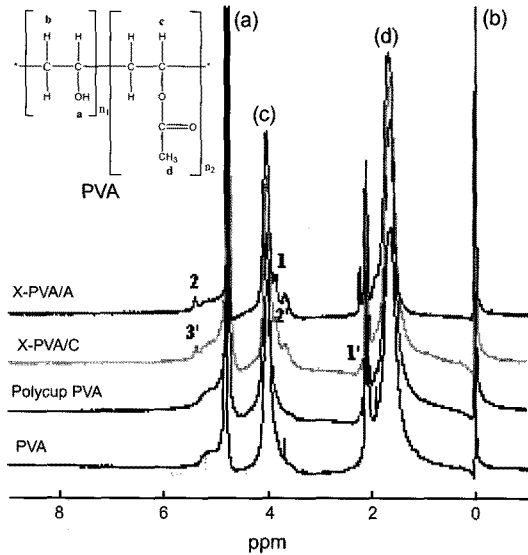 (a)
(b)
b
c
H H H H
* C C C C *
H OH H O
a
n1
C O
CH3
d
n2
PVA
(c)
(d)
1
2
X-PVA/A
2
3'
X-PVA/C
1'
Polycup PVA
PVA
8 6 4 2 0
ppm